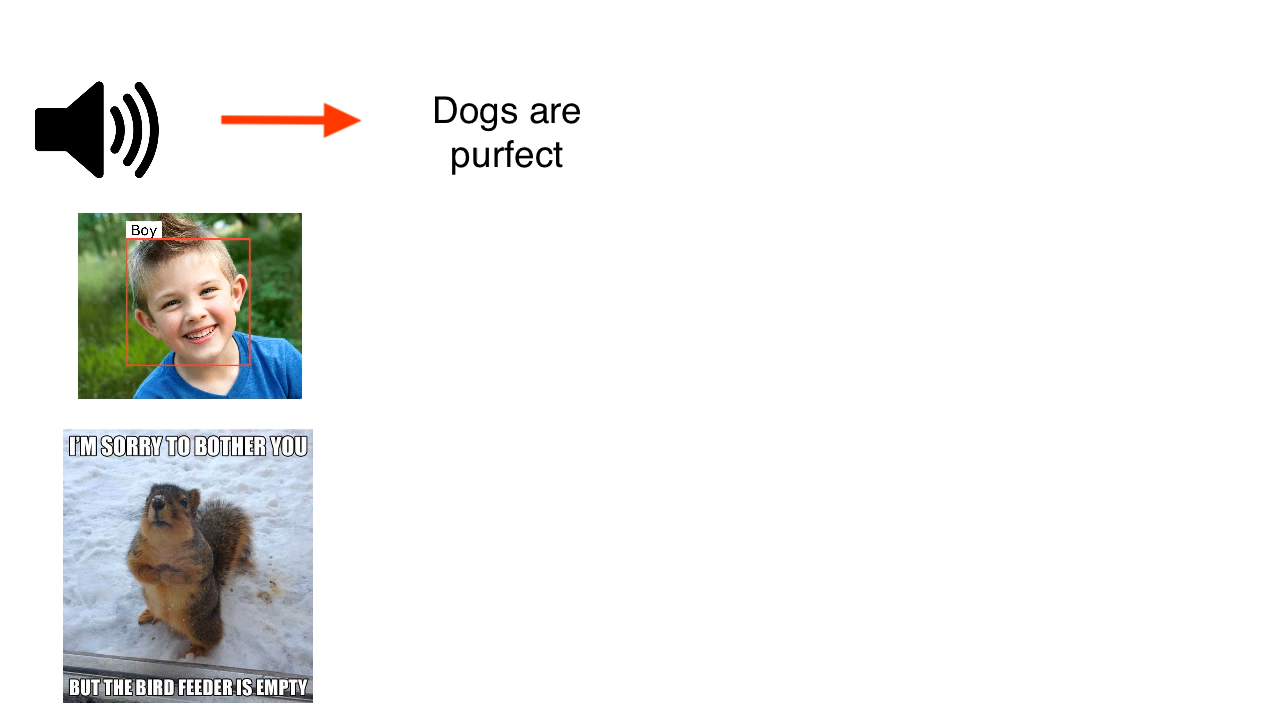 Dogs are
purfect
Boy
I'M SORRY TO BOTHER YOU
BUT THE BIRD FEEDER IS EMPTY